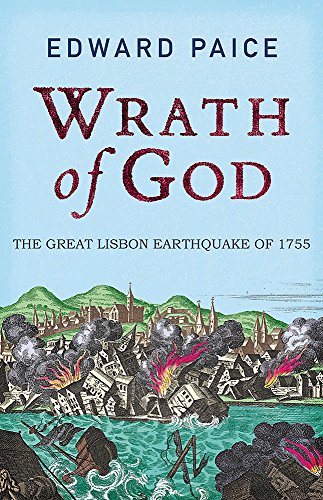 EDWARD PAICE
WRATH
of GOD
THE GREAT LISBON EARTHQUAKE OF 1755